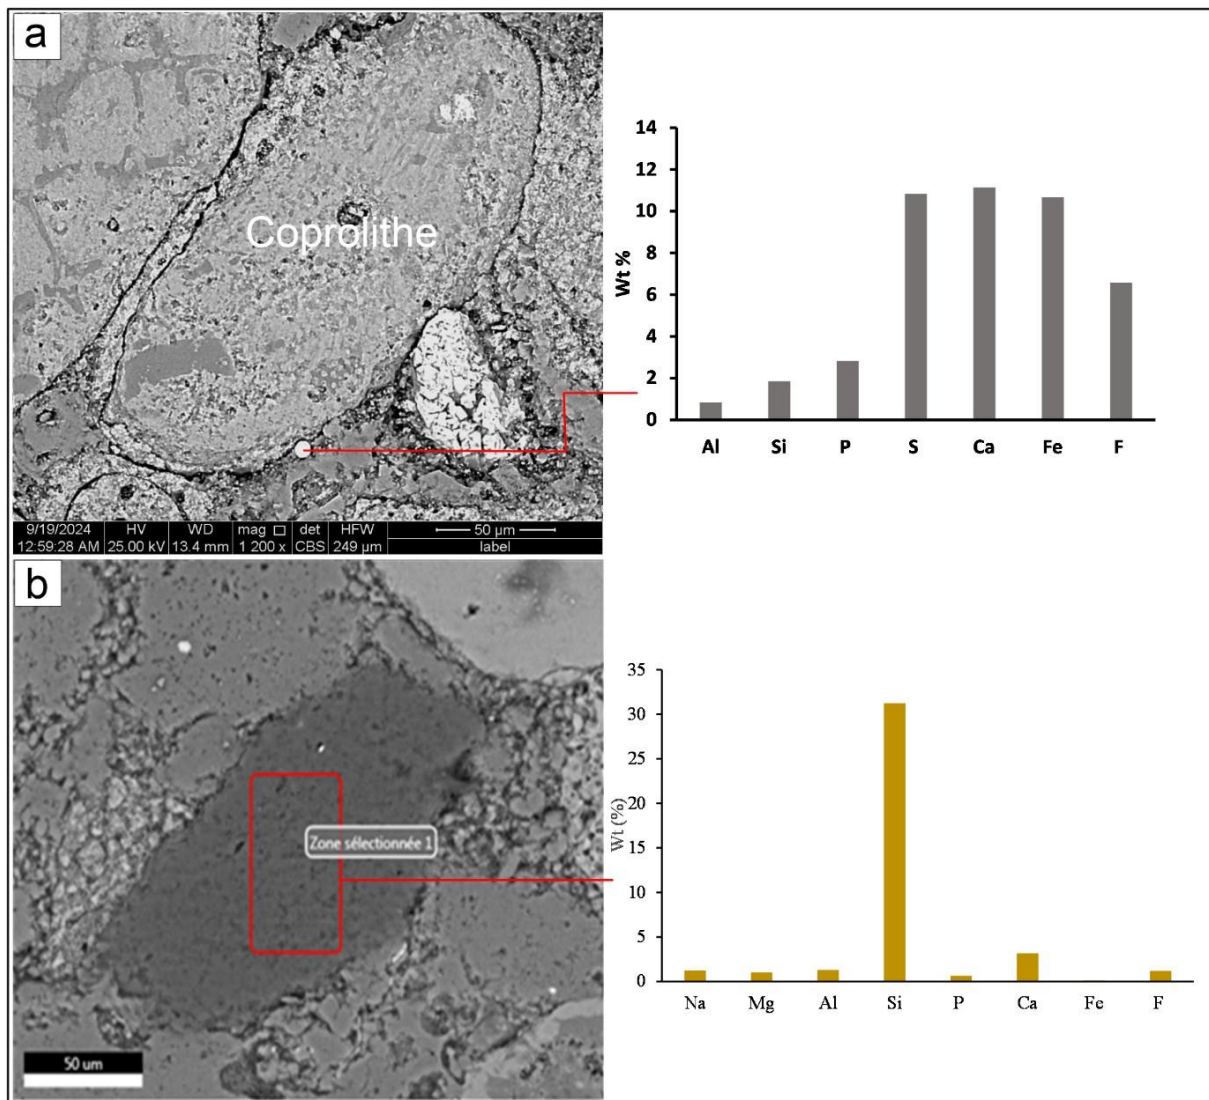 a
Coprolithe
9/19/2024 HV WD mag det HFW 50 µm
12:59:28 AM 25.00 kV 13.4 mm 1 200 x CBS 249 µm label
Wt %
14
12
10
8
6
4
2
0
Al Si P S Ca Fe F
b
Zone sélectionnée 1
50 um
Wt (%)
35
30
25
20
15
10
5
0
Na Mg Al Si P Ca Fe F